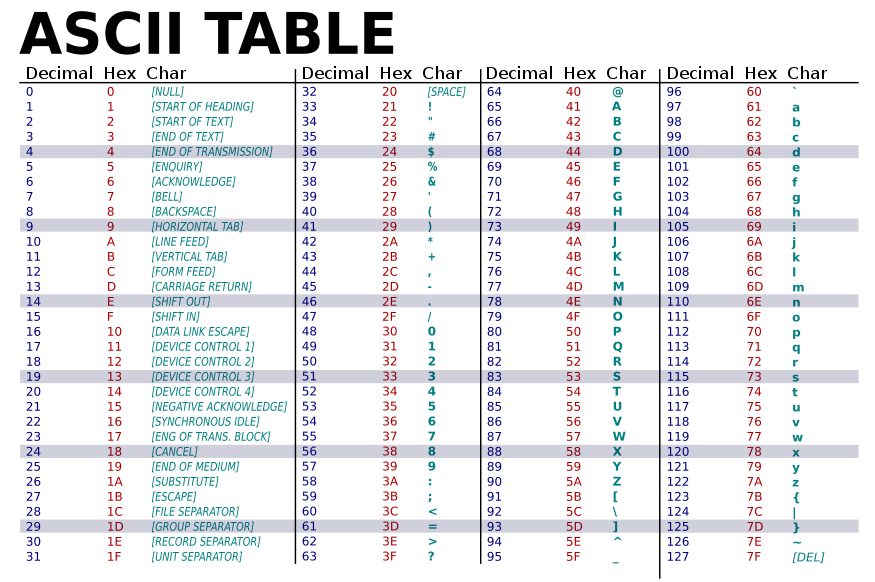 ASCII TABLE
Decimal Hex Char Decimal Hex Char Decimal Hex Char Decimal Hex Char
0 0 [NULL] 32 20 [SPACE] 64 40 @ 96 60 `
1 1 [START OF HEADING] 33 21 ! 65 41 A 97 61 a
2 2 [START OF TEXT] 34 22 " 66 42 B 98 62 b
3 3 [END OF TEXT] 35 23 # 67 43 C 99 63 c
4 4 [END OF TRANSMISSION] 36 24 $ 68 44 D 100 64 d
5 5 [ENQUIRY] 37 25 % 69 45 E 101 65 e
6 6 [ACKNOWLEDGE] 38 26 & 70 46 F 102 66 f
7 7 [BELL] 39 27 ' 71 47 G 103 67 g
8 8 [BACKSPACE] 40 28 ( 72 48 H 104 68 h
9 9 [HORIZONTAL TAB] 41 29 ) 73 49 I 105 69 i
10 A [LINE FEED] 42 2A * 74 4A J 106 6A j
11 B [VERTICAL TAB] 43 2B + 75 4B K 107 6B k
12 C [FORM FEED] 44 2C , 76 4C L 108 6C l
13 D [CARRIAGE RETURN] 45 2D - 77 4D M 109 6D m
14 E [SHIFT OUT] 46 2E . 78 4E N 110 6E n
15 F [SHIFT IN] 47 2F / 79 4F O 111 6F o
16 10 [DATA LINK ESCAPE] 48 30 0 80 50 P 112 70 p
17 11 [DEVICE CONTROL 1] 49 31 1 81 51 Q 113 71 q
18 12 [DEVICE CONTROL 2] 50 32 2 82 52 R 114 72 r
19 13 [DEVICE CONTROL 3] 51 33 3 83 53 S 115 73 s
20 14 [DEVICE CONTROL 4] 52 34 4 84 54 T 116 74 t
21 15 [NEGATIVE ACKNOWLEDGE] 53 35 5 85 55 U 117 75 u
22 16 [SYNCHRONOUS IDLE] 54 36 6 86 56 V 118 76 v
23 17 [ENG OF TRANS. BLOCK] 55 37 7 87 57 W 119 77 w
24 18 [CANCEL] 56 38 8 88 58 X 120 78 x
25 19 [END OF MEDIUM] 57 39 9 89 59 Y 121 79 y
26 1A [SUBSTITUTE] 58 3A : 90 5A Z 122 7A z
27 1B [ESCAPE] 59 3B ; 91 5B [ 123 7B {
28 1C [FILE SEPARATOR] 60 3C < 92 5C \ 124 7C |
29 1D [GROUP SEPARATOR] 61 3D = 93 5D ] 125 7D }
30 1E [RECORD SEPARATOR] 62 3E > 94 5E ^ 126 7E ~
31 1F [UNIT SEPARATOR] 63 3F ? 95 5F _ 127 7F [DEL]